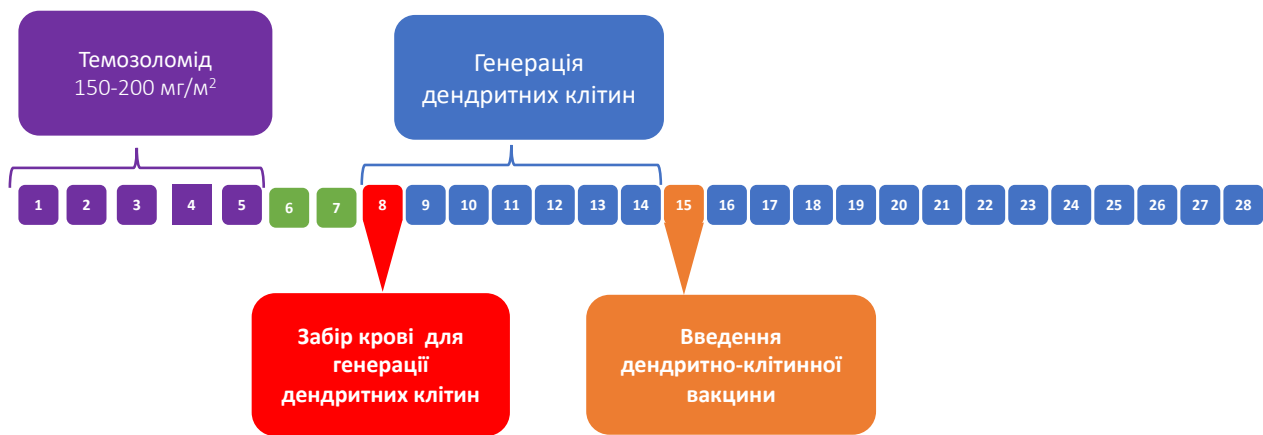 Темозоломід
150-200 мг/м²
Генерація
дендритних клітин
1 2 3 4 5 6 7 8 9 10 11 12 13 14 15 16 17 18 19 20 21 22 23 24 25 26 27 28
Забір крові для
генерації
дендритних клітин
Введення
дендритно-клітинної
вакцини